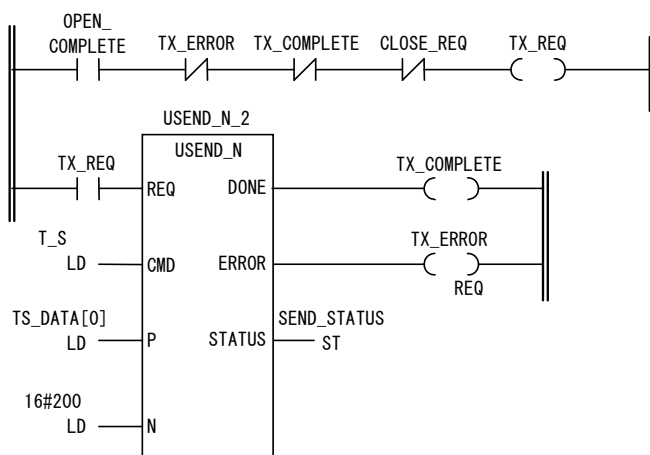 OPEN_
COMPLETE TX_ERROR TX_COMPLETE CLOSE_REQ TX_REQ
USEND_N_2
USEND_N
TX_REQ REQ DONE TX_COMPLETE
T_S
LD CMD ERROR TX_ERROR
REQ
TS_DATA[0] SEND_STATUS
LD P STATUS ST
16#200
LD N